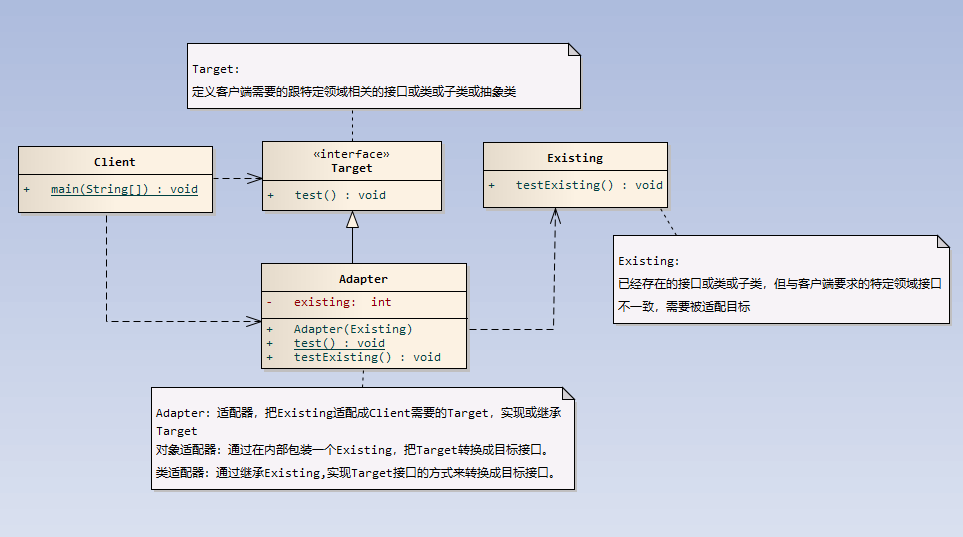 Target:
定义客户端需要的跟特定领域相关的接口或类或子类或抽象类
Client
+ main(String[]) : void
«interface»
Target
+ test() : void
Existing
+ testExisting() : void
Existing:
已经存在的接口或类或子类，但与客户端要求的特定领域接口
不一致，需要被适配目标
Adapter
- existing: int
+ Adapter(Existing)
+ test() : void
+ testExisting() : void
Adapter: 适配器，把Existing适配成Client需要的Target，实现或继承
Target
对象适配器：通过在内部包装一个Existing，把Target转换成目标接口。
类适配器：通过继承Existing,实现Target接口的方式来转换成目标接口。